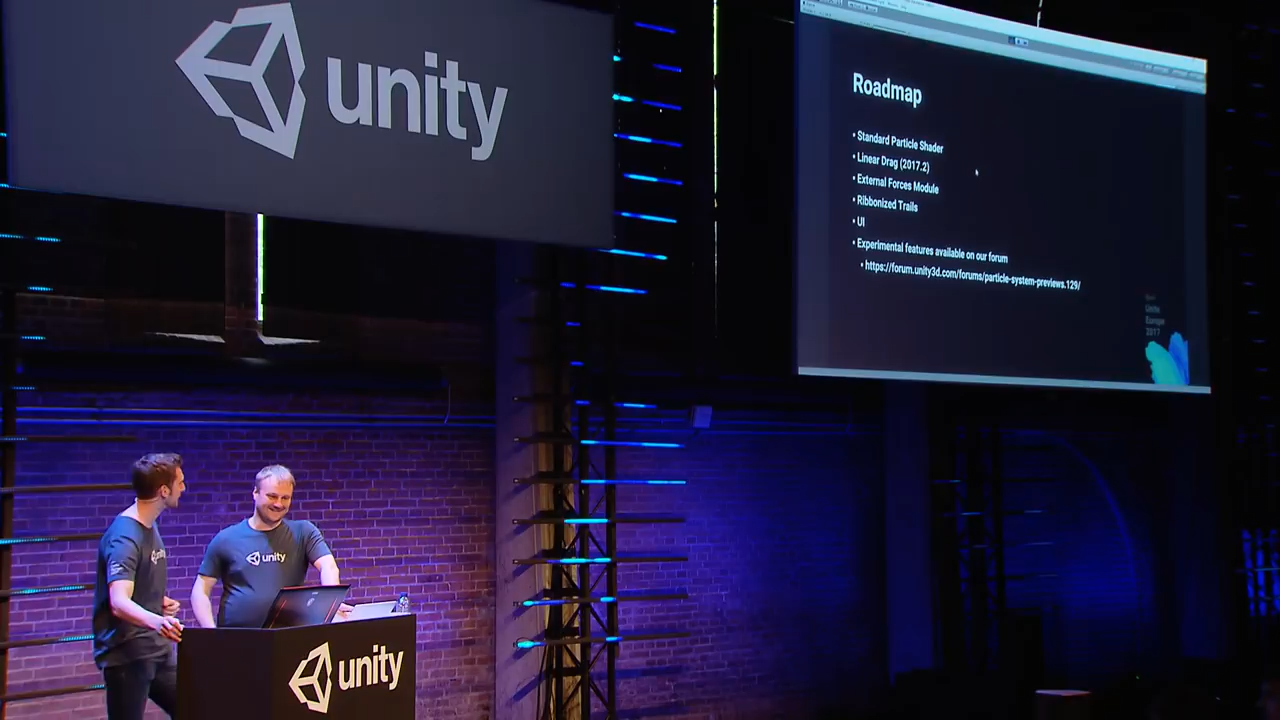 unity
Roadmap
• Standard Particle Shader
• Linear Drag (2017.2)
• External Forces Module
• Ribbonized Trails
• UI
• Experimental features available on our forum
• https://forum.unity3d.com/forums/particle-system-previews.129/
Unite
Europe
2017
unity
unity